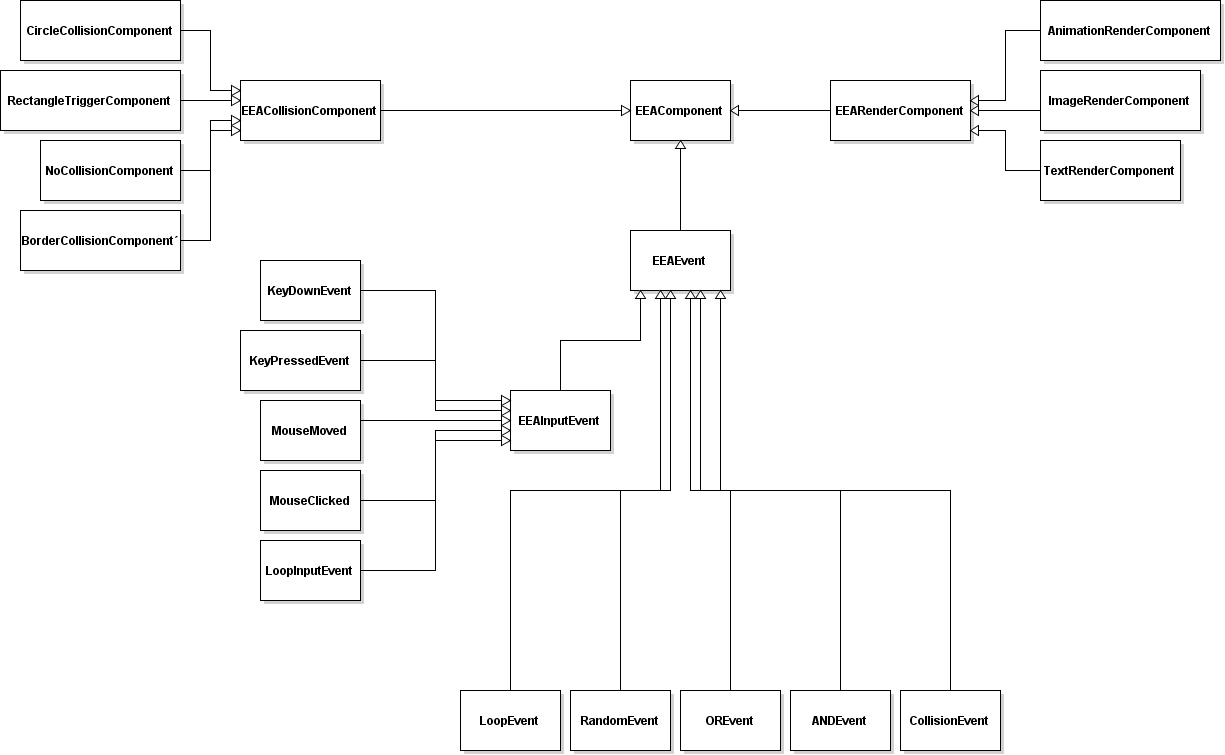 CircleCollisionComponent
AnimationRenderComponent
RectangleTriggerComponent
EEACollisionComponent
EEAComponent
EEARenderComponent
ImageRenderComponent
NoCollisionComponent
TextRenderComponent
BorderCollisionComponent´
EEAEvent
KeyDownEvent
KeyPressedEvent
MouseMoved
EEAInputEvent
MouseClicked
LoopInputEvent
LoopEvent
RandomEvent
OREvent
ANDEvent
CollisionEvent